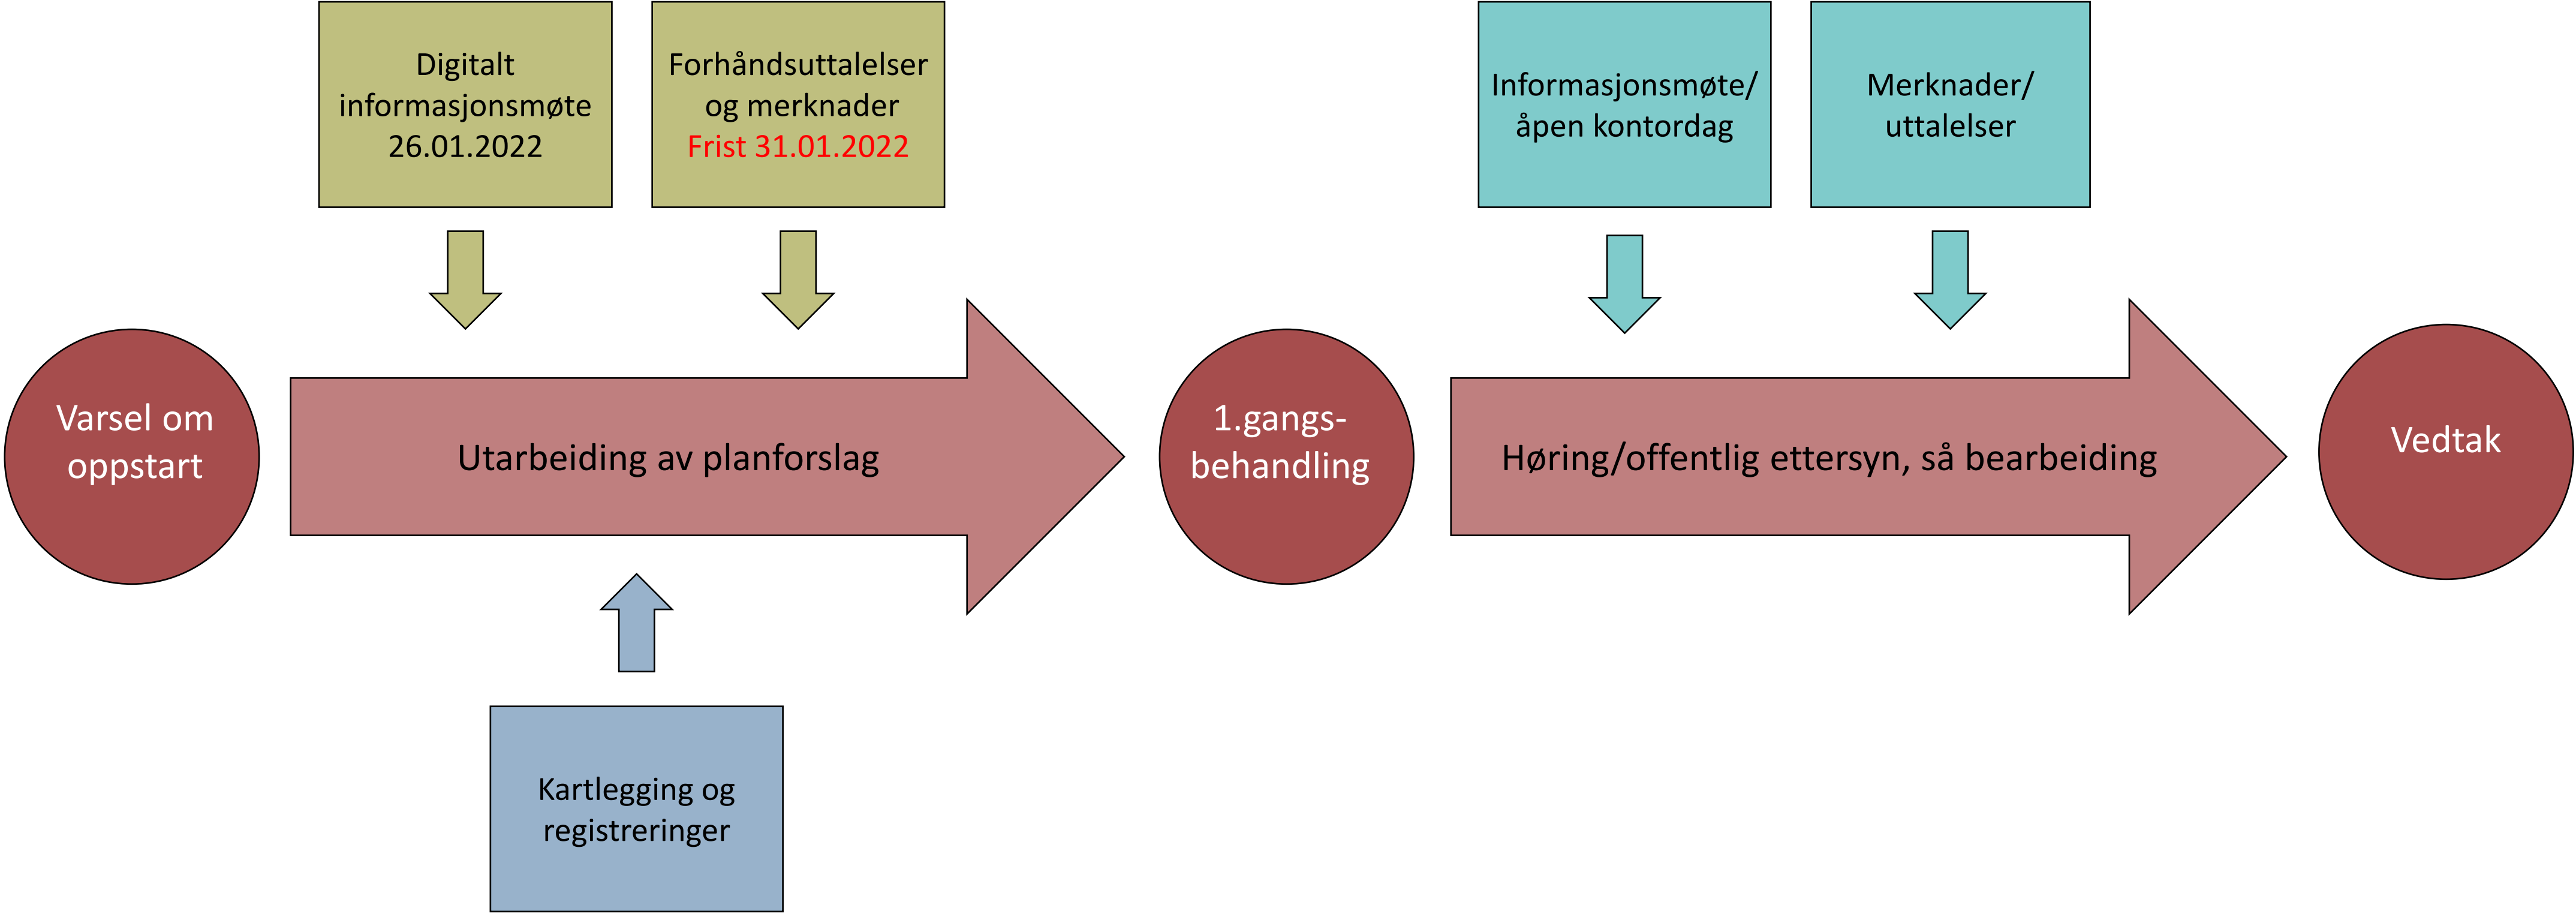 Digitalt
informasjonsmøte
26.01.2022
Forhåndsuttalelser
og merknader
Frist 31.01.2022
Informasjonsmøte/
åpen kontordag
Merknader/
uttalelser
Varsel om
oppstart
Utarbeiding av planforslag
1.gangs-
behandling
Høring/offentlig ettersyn, så bearbeiding
Vedtak
Kartlegging og
registreringer